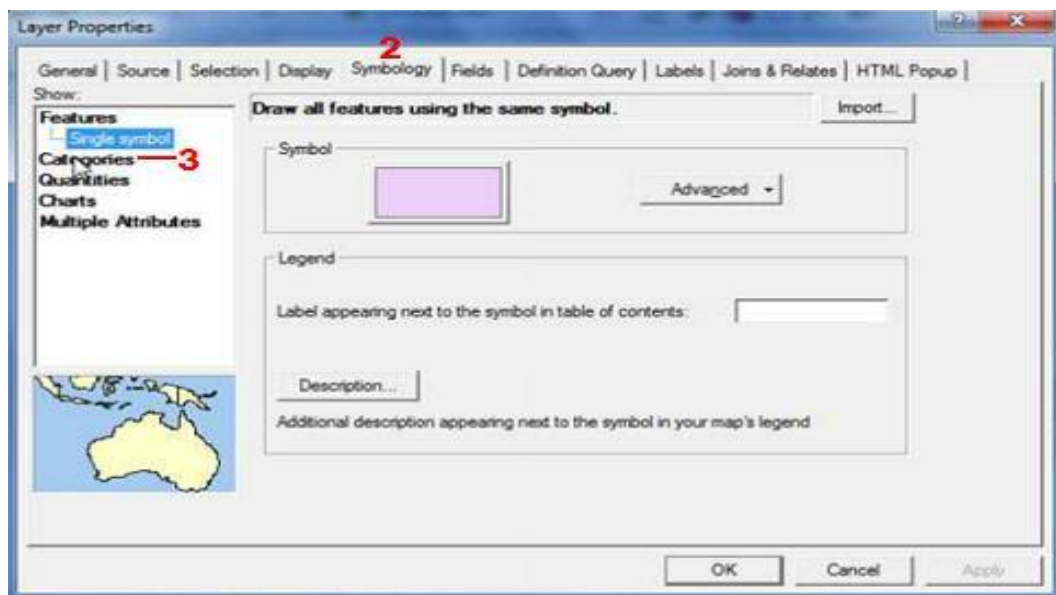 Layer Properties
? X
2
General Source Selection Display Symbology Fields Definition Query Labels Joins & Relates HTML Popup
Show:
Features
Single symbol
Categories 3
Quantities
Charts
Multiple Attributes
Draw all features using the same symbol.
Import...
Symbol
Advanced
Legend
Label appearing next to the symbol in table of contents:
Description...
Additional description appearing next to the symbol in your map's legend
OK Cancel Apply